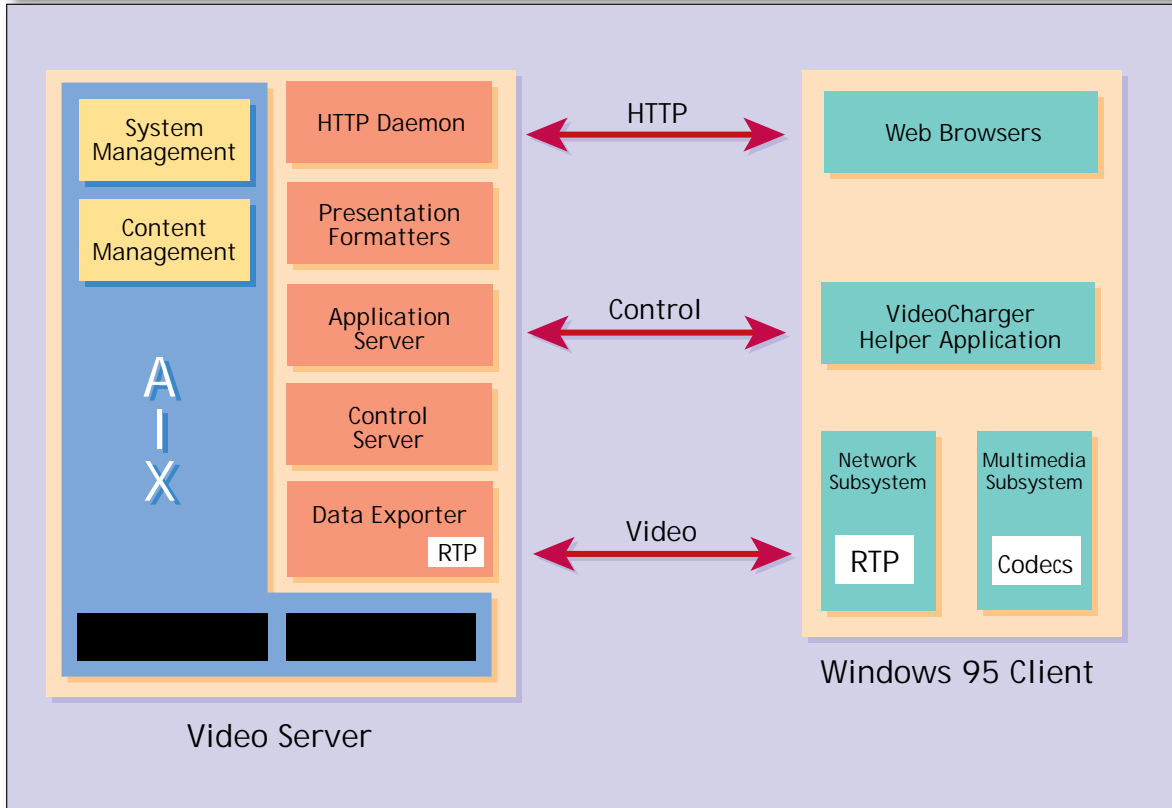 System
Management
Content
Management
A
I
X
HTTP Daemon
Presentation
Formatters
Application
Server
Control
Server
Data Exporter
RTP
Video Server
HTTP
Control
Video
Web Browsers
VideoCharger
Helper Application
Network
Subsystem
RTP
Multimedia
Subsystem
Codecs
Windows 95 Client